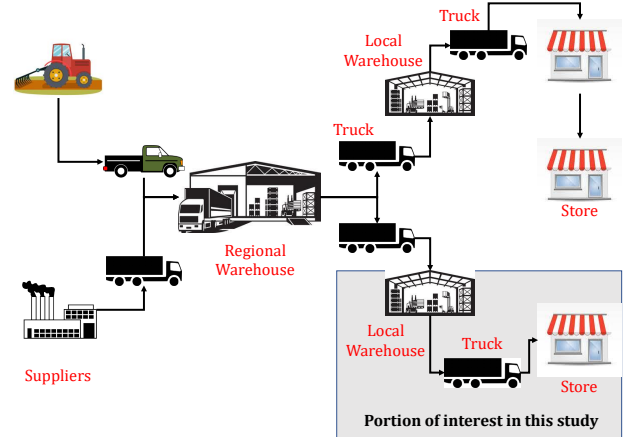 Truck
Local
Warehouse
Truck
Store
Regional
Warehouse
Local
Warehouse
Truck
Suppliers
Store
Portion of interest in this study